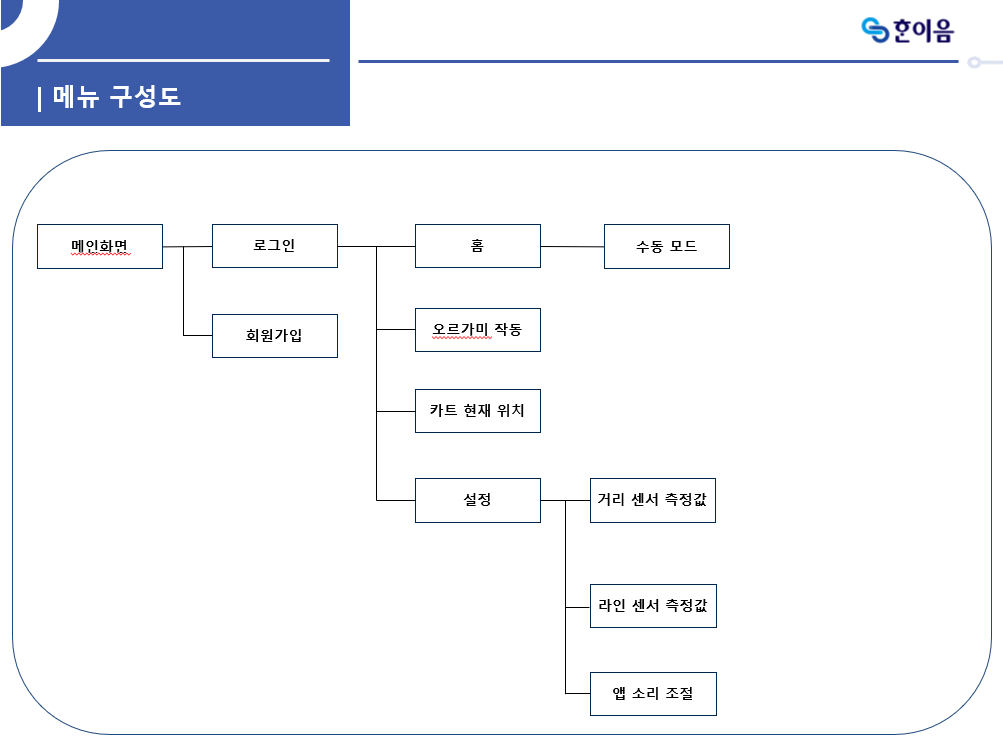 한이음
| 메뉴 구성도
메인화면
로그인
홈
수동 모드
회원가입
오르가미 작동
카트 현재 위치
설정
거리 센서 측정값
라인 센서 측정값
앱 소리 조절